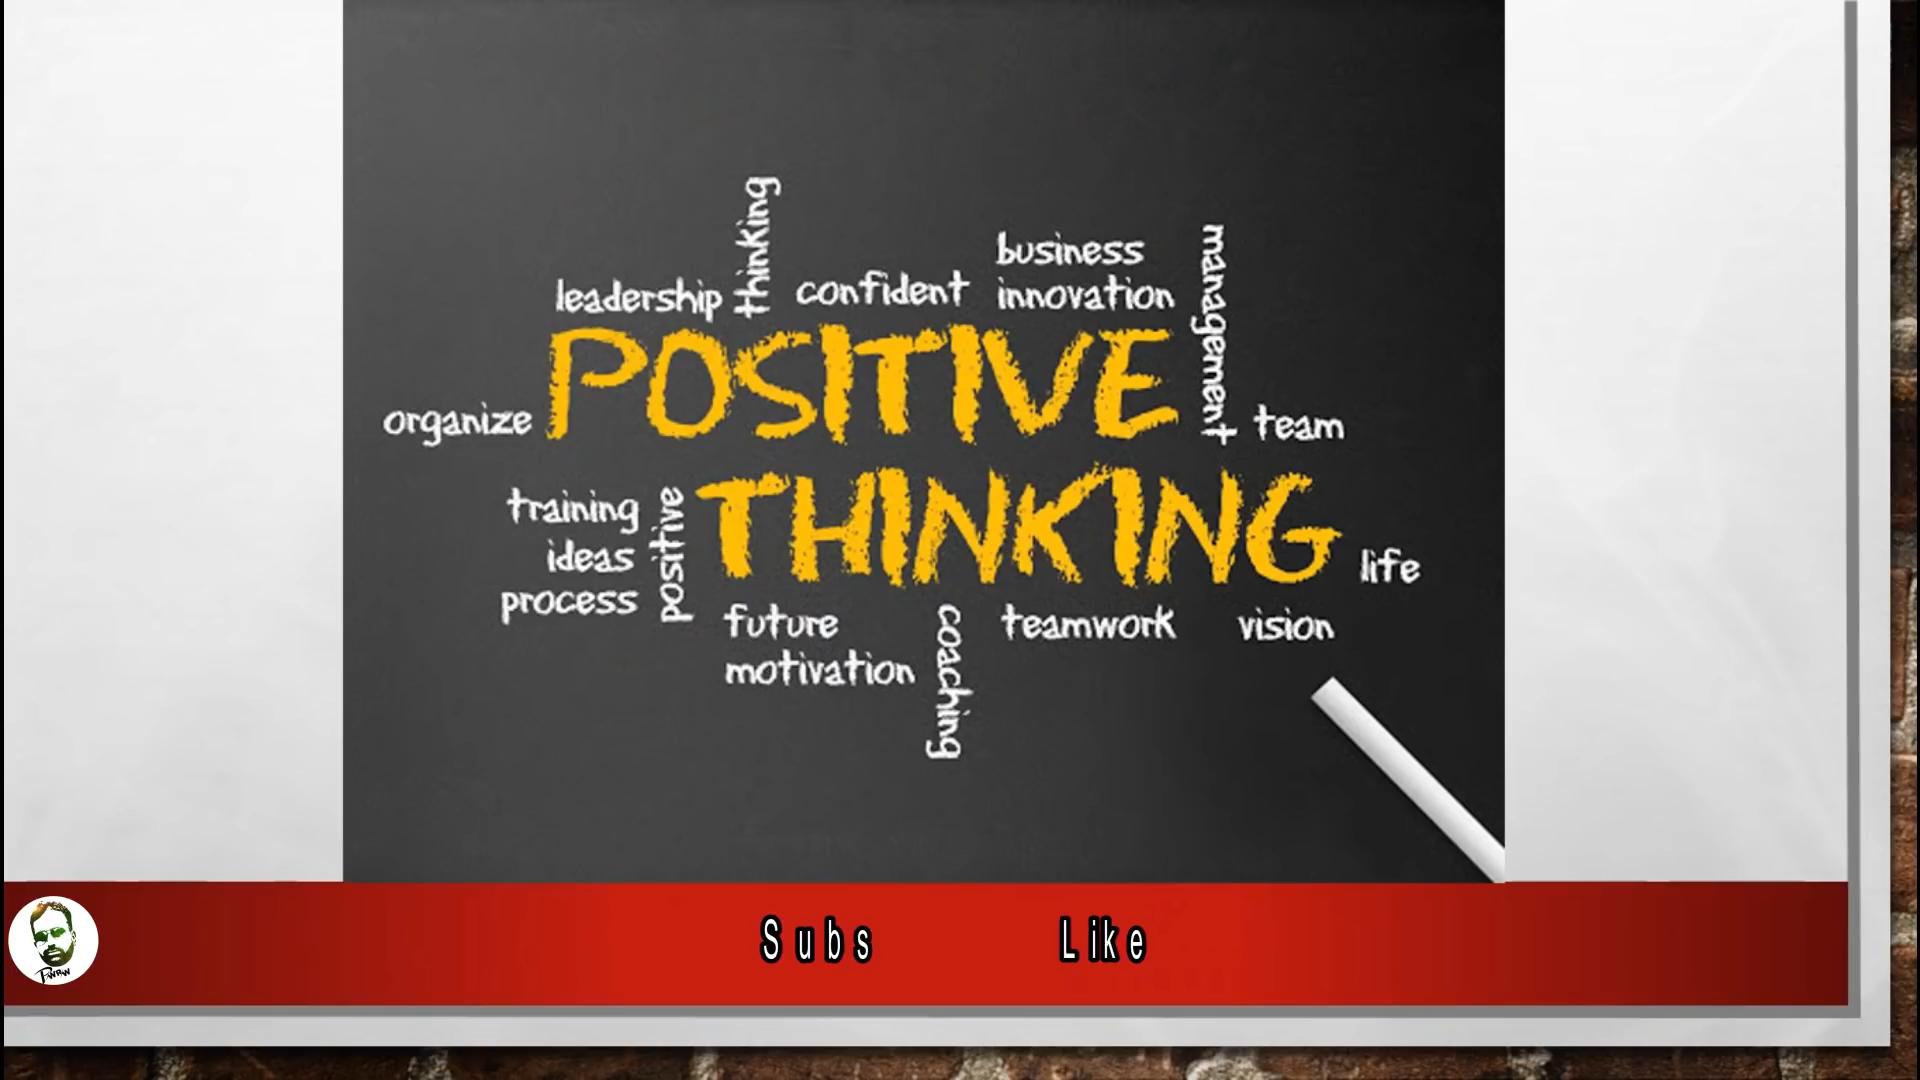 thinking
business
management
leadership
confident
innovation
POSITIVE
organize
team
training
positive
THINKING
ideas
life
process
future
coaching
teamwork
vision
motivation
Subs Like